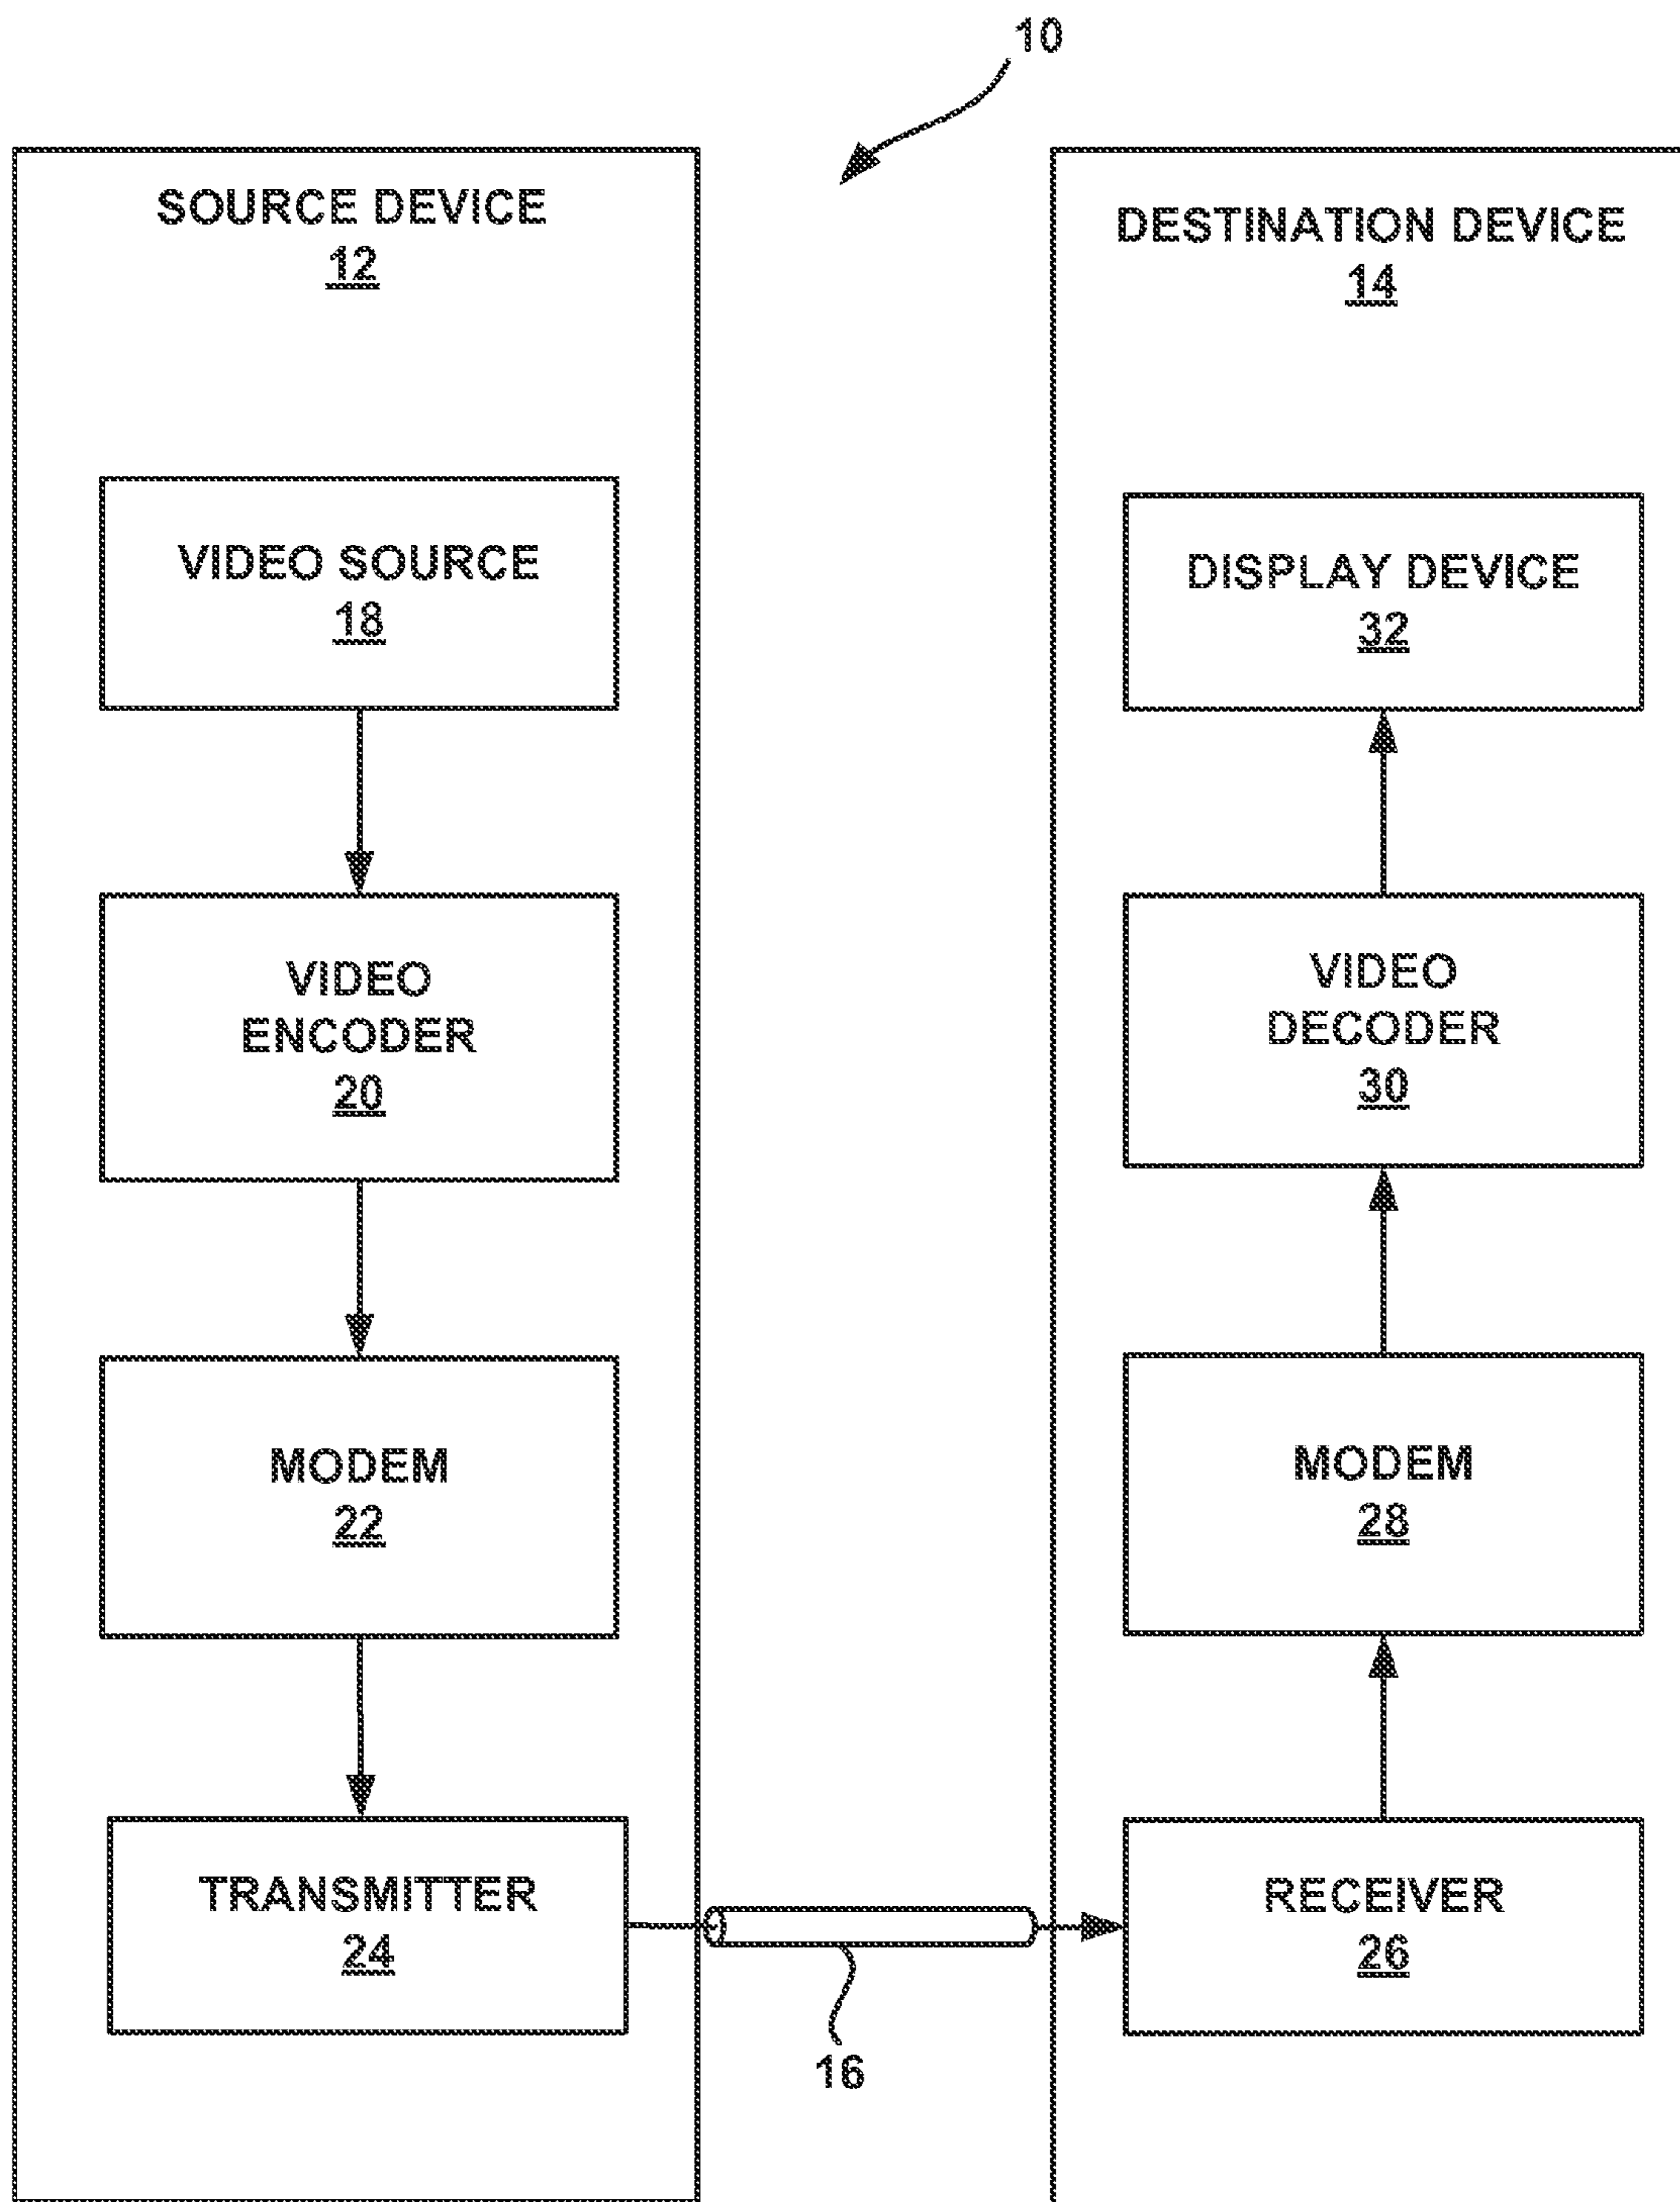 10
SOURCE DEVICE
12
VIDEO SOURCE
18
VIDEO
ENCODER
20
MODEM
22
TRANSMITTER
24
16
DESTINATION DEVICE
14
DISPLAY DEVICE
32
VIDEO
DECODER
30
MODEM
28
RECEIVER
26